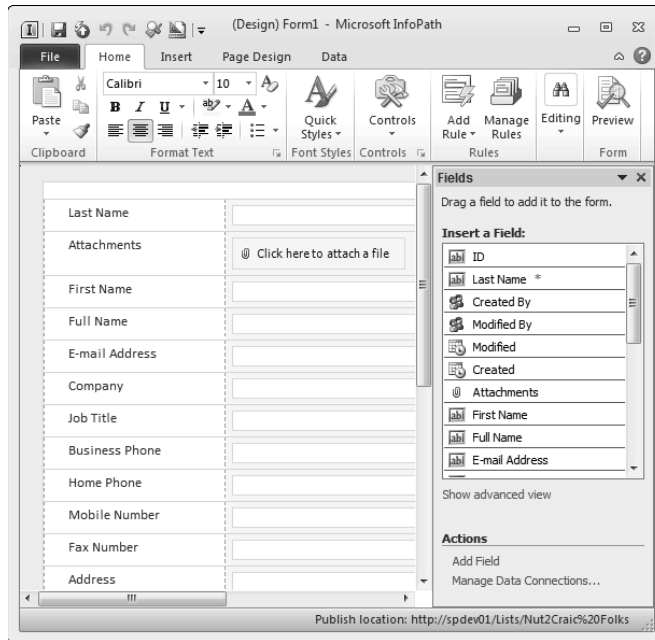 (Design) Form1 - Microsoft InfoPath
File Home Insert Page Design Data
Paste
Clipboard
Calibri 10
B I U
Format Text
Quick Styles
Font Styles
Controls
Controls
Add Rule
Manage Rules
Rules
Editing
Preview
Form
Last Name
Attachments
Click here to attach a file
First Name
Full Name
E-mail Address
Company
Job Title
Business Phone
Home Phone
Mobile Number
Fax Number
Address
Fields
Drag a field to add it to the form.
Insert a Field:
ID
Last Name *
Created By
Modified By
Modified
Created
Attachments
First Name
Full Name
E-mail Address
Show advanced view
Actions
Add Field
Manage Data Connections...
Publish location: http://spdev01/Lists/Nut2Craic%20Folks